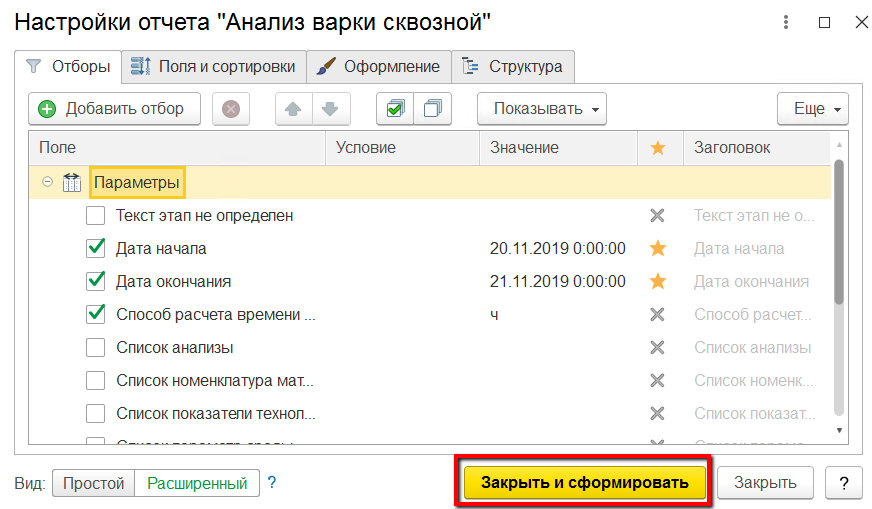 Настройки отчета "Анализ варки сквозной"
Отборы Поля и сортировки Оформление Структура
Добавить отбор Показывать Еще
Поле Условие Значение Заголовок
Параметры
Текст этап не определен Текст этап не о...
Дата начала 20.11.2019 0:00:00 Дата начала
Дата окончания 21.11.2019 0:00:00 Дата окончания
Способ расчета времени ... ч Способ расчет...
Список анализы Список анализы
Список номенклатура мат... Список номенк...
Список показатели технол... Список показат...
Вид: Простой Расширенный ? Закрыть и сформировать Закрыть ?